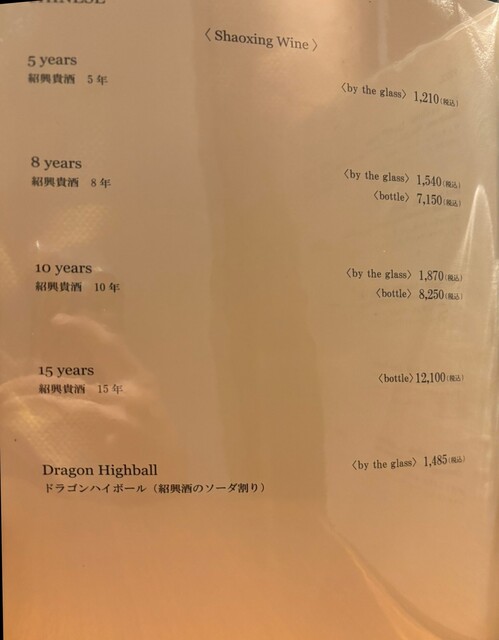 CHINESE
〈 Shaoxing Wine 〉
5 years
紹興貴酒 5 年
〈by the glass〉 1,210(税込)
8 years
紹興貴酒 8 年
〈by the glass〉 1,540(税込)
〈bottle〉 7,150(税込)
10 years
紹興貴酒 10 年
〈by the glass〉 1,870(税込)
〈bottle〉 8,250(税込)
15 years
紹興貴酒 15 年
〈bottle〉12,100(税込)
Dragon Highball
ドラゴンハイボール（紹興酒のソーダ割り）
〈by the glass〉 1,485(税込)